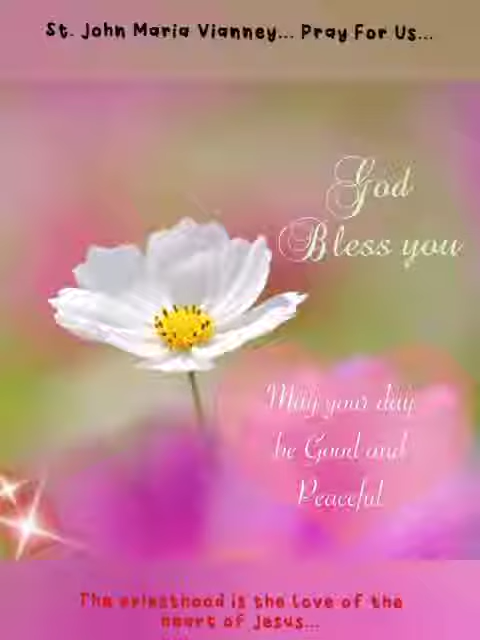 St. John Maria Vianney... Pray For Us...
God
Bless you
May your day
be Good and
Peaceful
The priesthood is the love of the
heart of Jesus...